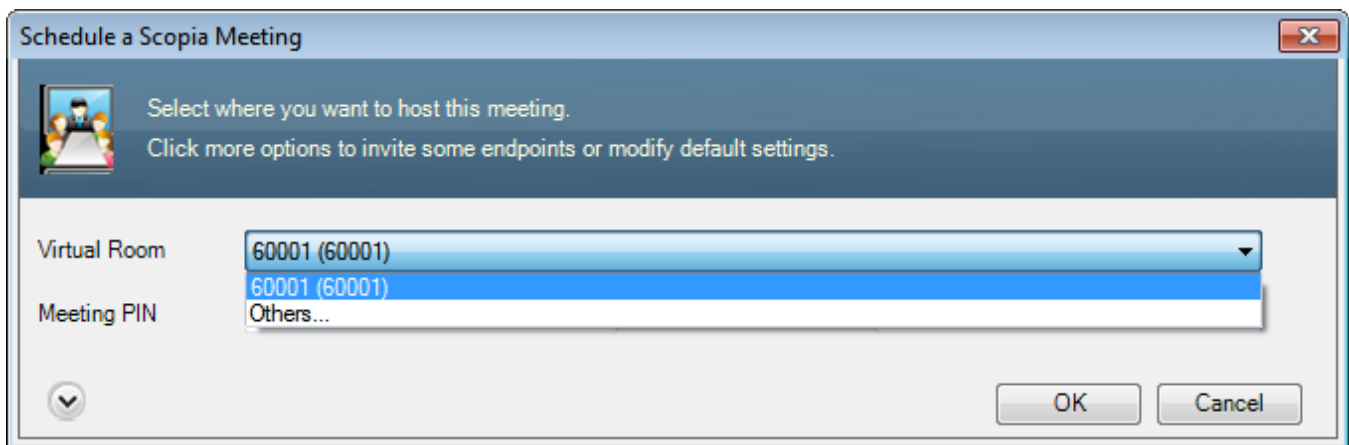 Schedule a Scopia Meeting
Select where you want to host this meeting.
Click more options to invite some endpoints or modify default settings.
Virtual Room
60001 (60001)
60001 (60001)
Meeting PIN
Others...
OK
Cancel